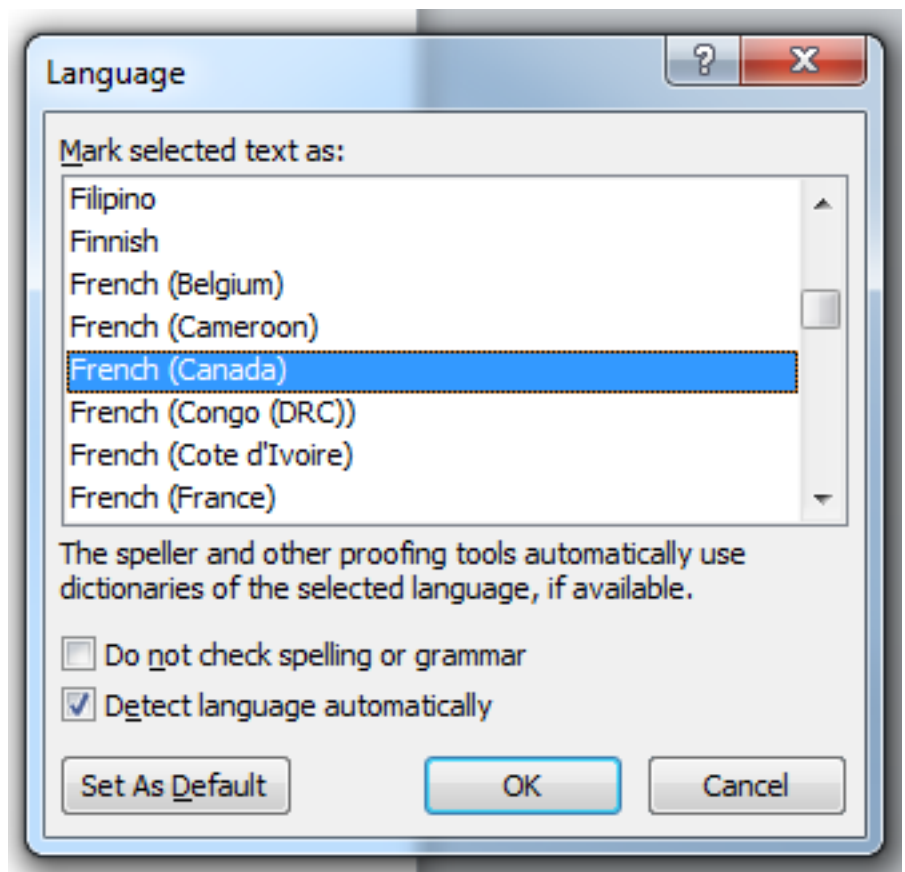 Language
Mark selected text as:
Filipino
Finnish
French (Belgium)
French (Cameroon)
French (Canada)
French (Congo (DRC))
French (Cote d'Ivoire)
French (France)
The speller and other proofing tools automatically use
dictionaries of the selected language, if available.
Do not check spelling or grammar
Detect language automatically
Set As Default OK Cancel